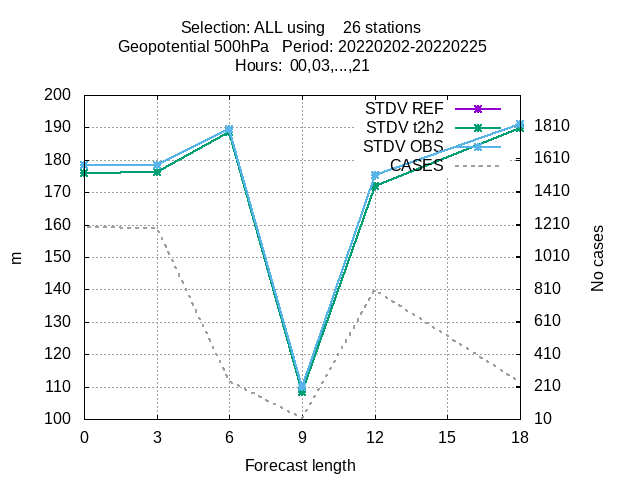 Selection: ALL using 26 stations
Geopotential 500hPa Period: 20220202-20220225
Hours: 00,03,...,21
STDV REF
STDV t2h2
STDV OBS
CASES
200
190
180
170
160
150
140
130
120
110
100
m
1810
1610
1410
1210
1010
810
610
410
210
10
No cases
0 3 6 9 12 15 18
Forecast length